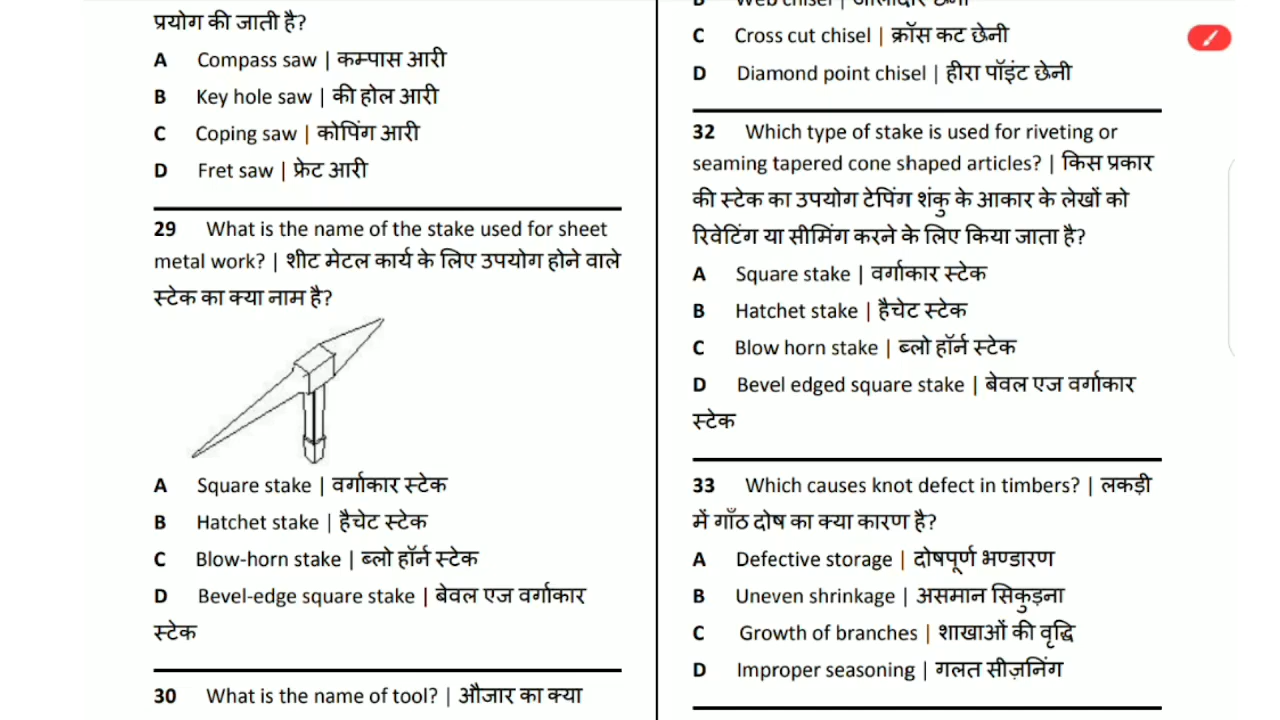 प्रयोग की जाती है?
A Compass saw | कम्पास आरी
B Key hole saw | की होल आरी
C Coping saw | कोपिंग आरी
D Fret saw | फ्रेट आरी
29 What is the name of the stake used for sheet
metal work? | शीट मेटल कार्य के लिए उपयोग होने वाले
स्टेक का क्या नाम है?
A Square stake | वर्गाकार स्टेक
B Hatchet stake | हैचेट स्टेक
C Blow-horn stake | ब्लो हॉर्न स्टेक
D Bevel-edge square stake | बेवल एज वर्गाकार
स्टेक
30 What is the name of tool? | औजार का क्या
Web chisel | जालीदार छेनी
C Cross cut chisel | क्रॉस कट छेनी
D Diamond point chisel | हीरा पॉइंट छेनी
32 Which type of stake is used for riveting or
seaming tapered cone shaped articles? | किस प्रकार
की स्टेक का उपयोग टेपिंग शंकु के आकार के लेखों को
रिवेटिंग या सीमिंग करने के लिए किया जाता है?
A Square stake | वर्गाकार स्टेक
B Hatchet stake | हैचेट स्टेक
C Blow horn stake | ब्लो हॉर्न स्टेक
D Bevel edged square stake | बेवल एज वर्गाकार
स्टेक
33 Which causes knot defect in timbers? | लकड़ी
में गाँठ दोष का क्या कारण है?
A Defective storage | दोषपूर्ण भण्डारण
B Uneven shrinkage | असमान सिकुड़ना
C Growth of branches | शाखाओं की वृद्धि
D Improper seasoning | गलत सीज़निंग